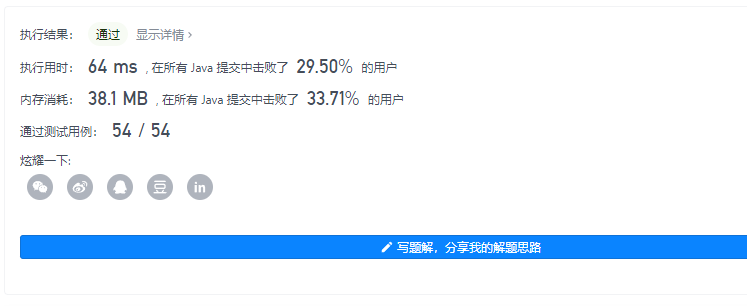 执行结果： 通过 显示详情 ›
执行用时： 64 ms , 在所有 Java 提交中击败了 29.50% 的用户
内存消耗： 38.1 MB , 在所有 Java 提交中击败了 33.71% 的用户
通过测试用例： 54 / 54
炫耀一下:
豆 in
写题解，分享我的解题思路